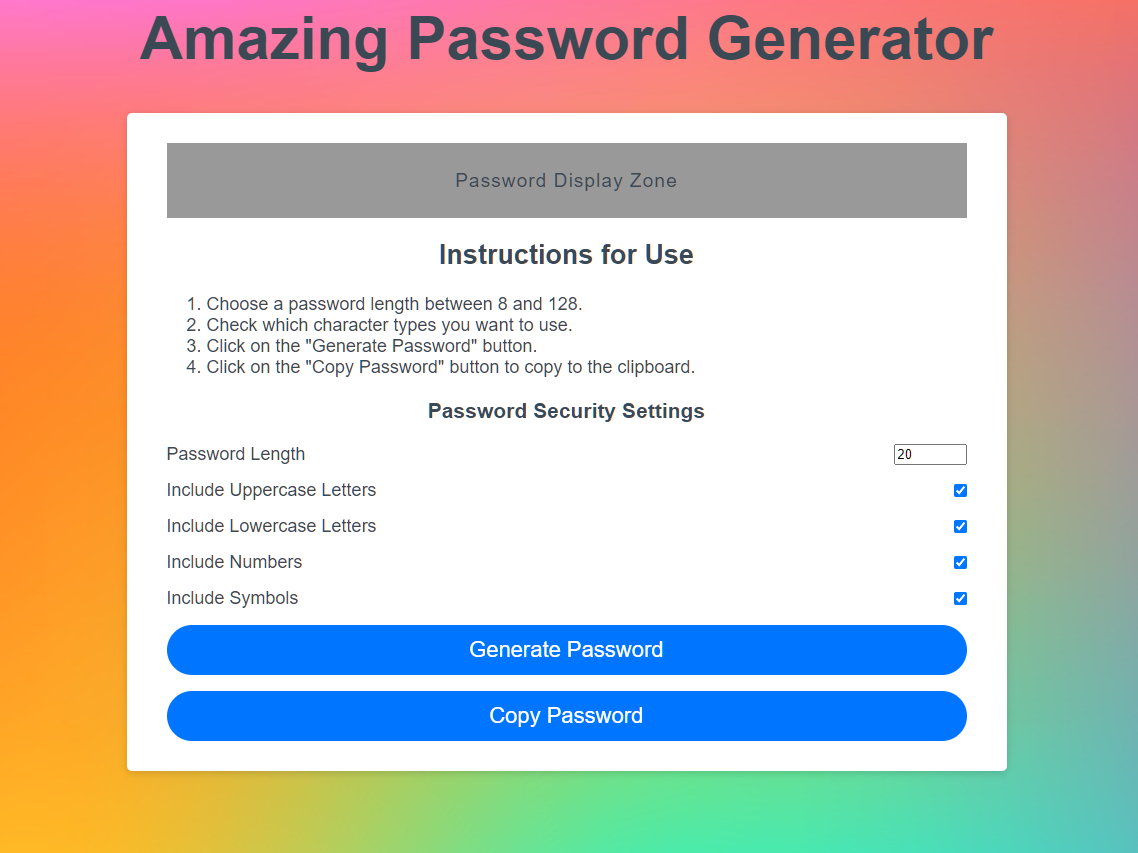 Amazing Password Generator
Password Display Zone
Instructions for Use
1. Choose a password length between 8 and 128.
2. Check which character types you want to use.
3. Click on the "Generate Password" button.
4. Click on the "Copy Password" button to copy to the clipboard.
Password Security Settings
Password Length 20
Include Uppercase Letters
Include Lowercase Letters
Include Numbers
Include Symbols
Generate Password
Copy Password